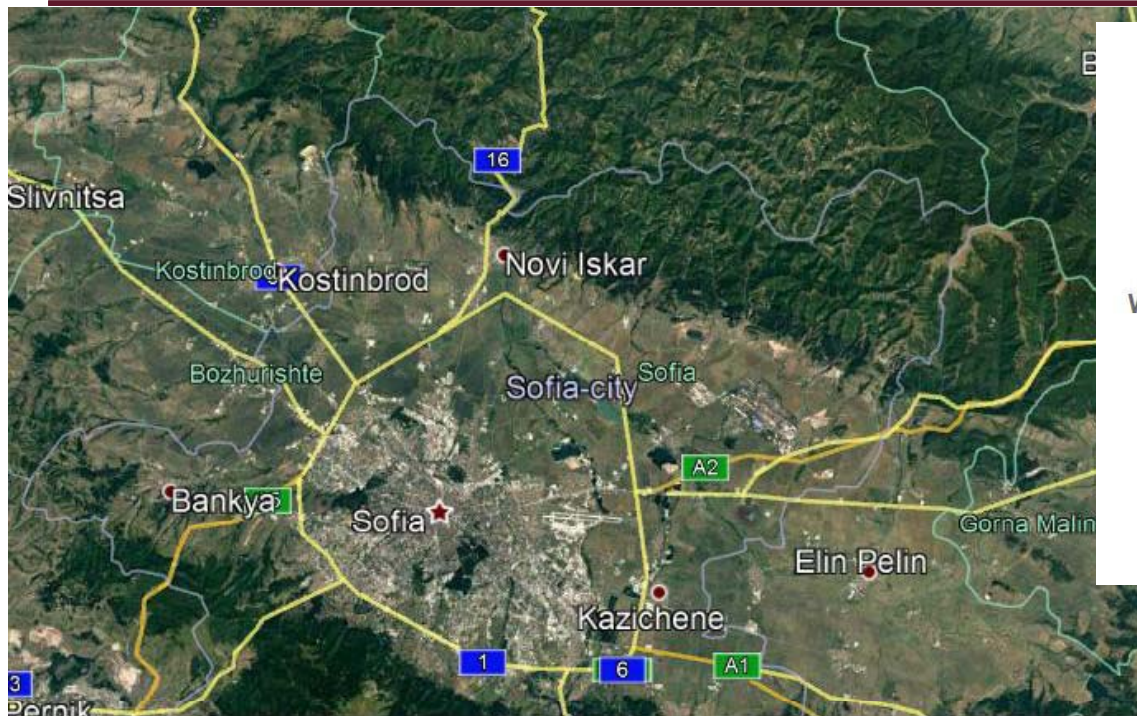 B
16
Slivnitsa
Novi Iskar
Kostinbrod
Kostinbrod
W
Bozhurishte
Sofia-city
Sofia
A2
Bankya
Sofia
Gorna Malin
Elin Pelin
Kazichene
1
6
A1
3
Pernik